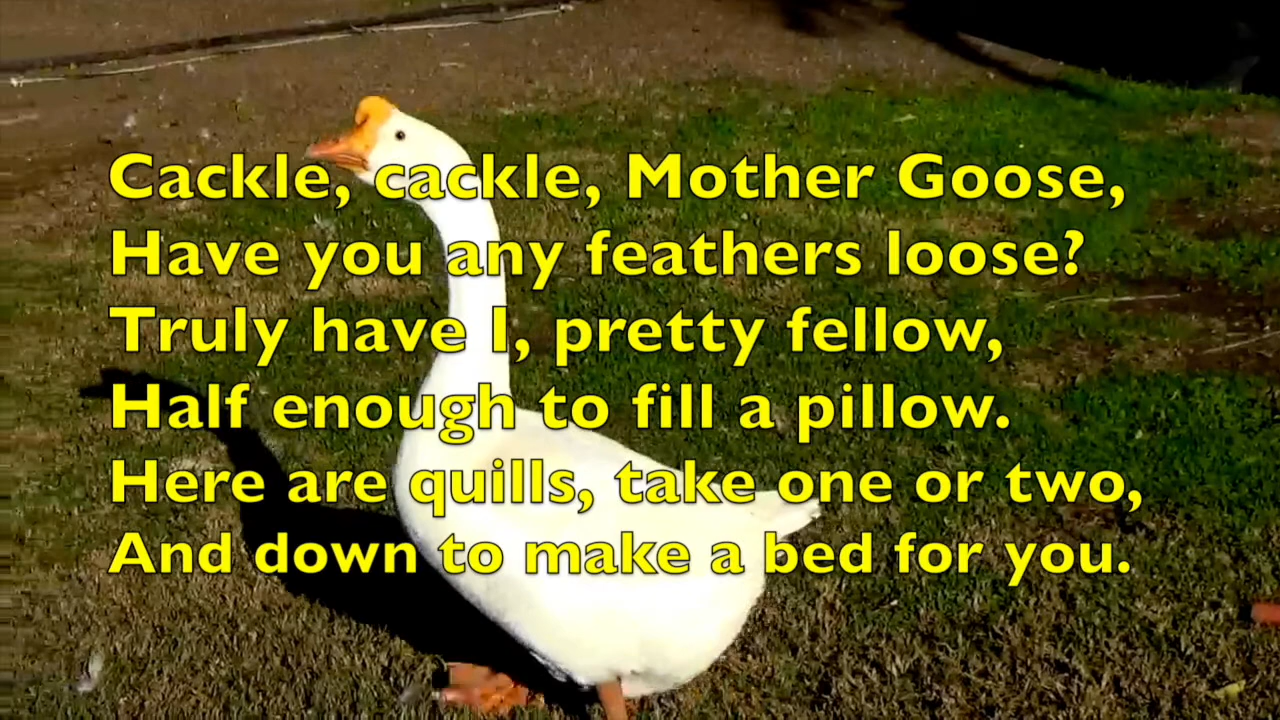 Cackle, cackle, Mother Goose,
Have you any feathers loose?
Truly have I, pretty fellow,
Half enough to fill a pillow.
Here are quills, take one or two,
And down to make a bed for you.